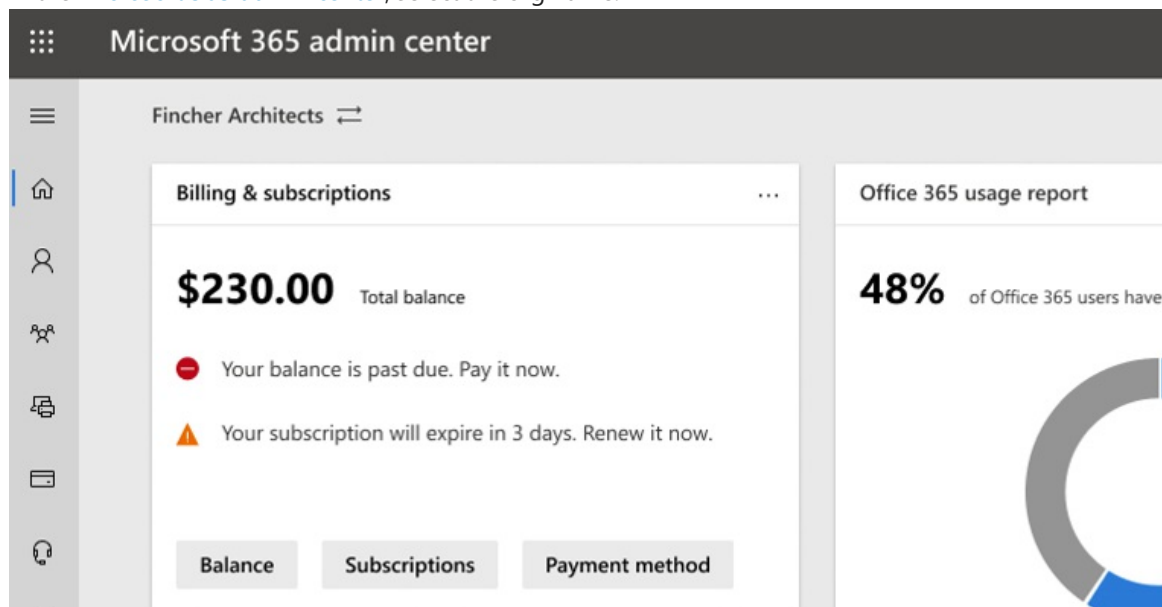 Microsoft 365 admin center
Fincher Architects
Billing & subscriptions
...
$230.00 Total balance
Your balance is past due. Pay it now.
Your subscription will expire in 3 days. Renew it now.
Balance Subscriptions Payment method
Office 365 usage report
48% of Office 365 users have